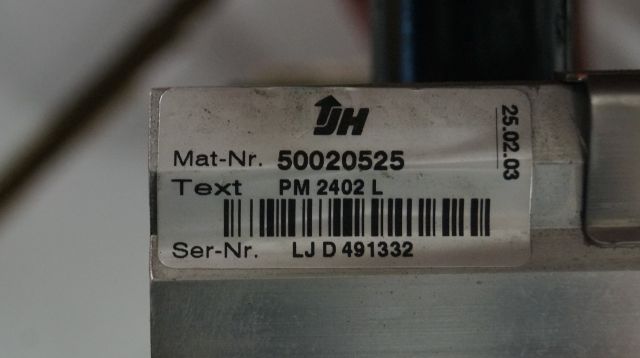 JH
Mat-Nr. 50020525
Text PM 2402 L
Ser-Nr. LJ D 491332
25.02.03